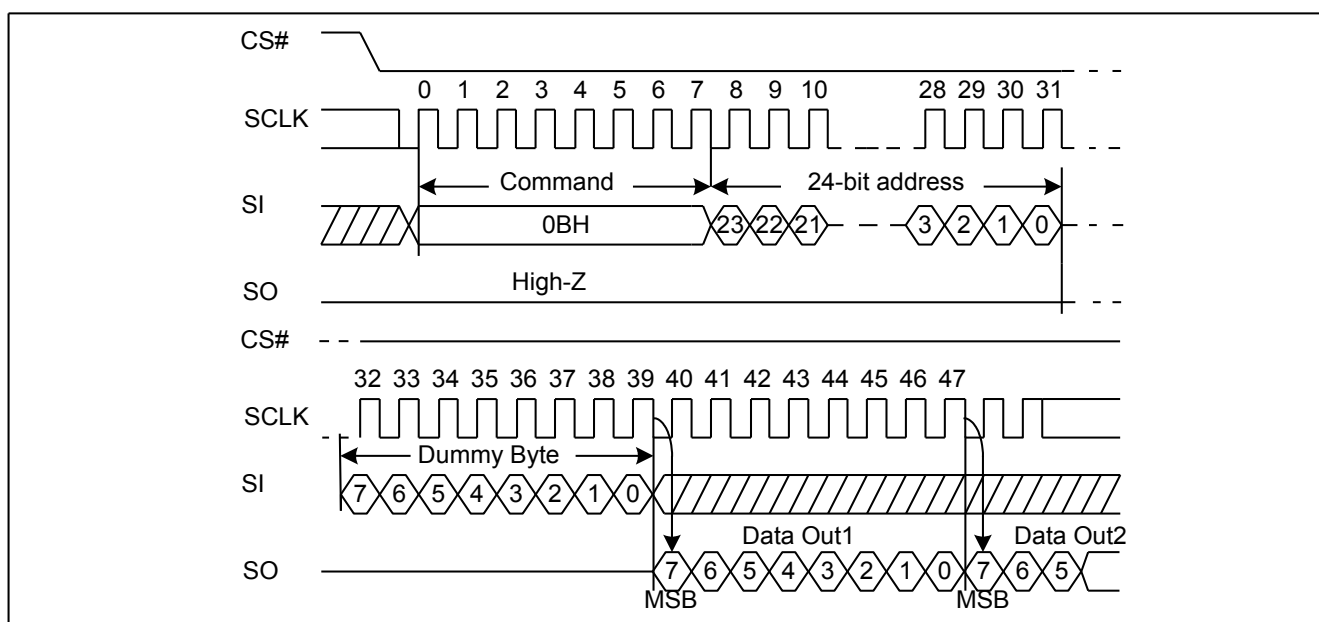 CS#
0 1 2 3 4 5 6 7 8 9 10 28 29 30 31
SCLK
Command 24-bit address
SI
0BH 23 22 21 3 2 1 0
High-Z
SO
CS#
32 33 34 35 36 37 38 39 40 41 42 43 44 45 46 47
SCLK
Dummy Byte
SI
7 6 5 4 3 2 1 0
Data Out1 Data Out2
SO
7 6 5 4 3 2 1 0 7 6 5
MSB MSB